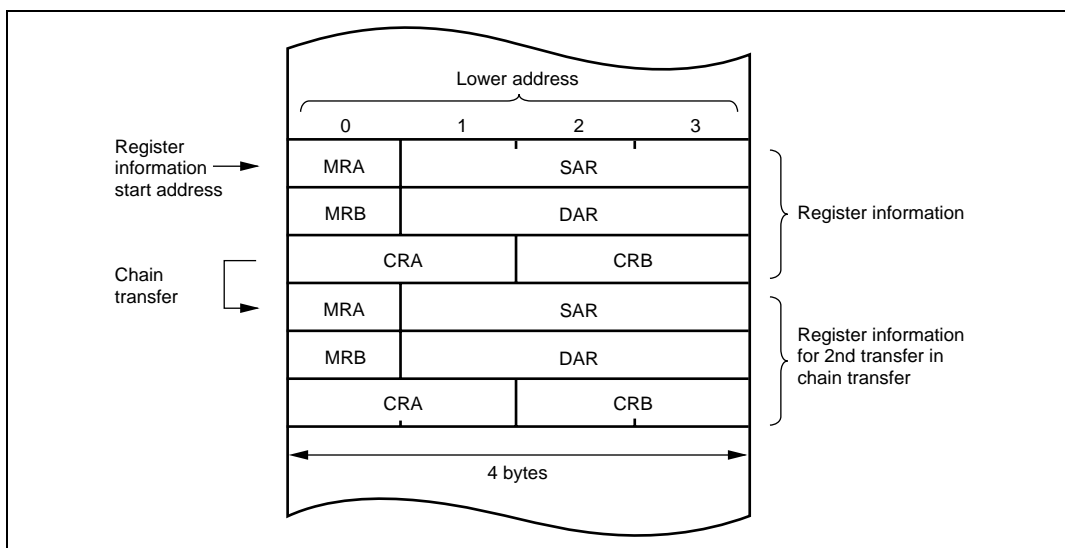 Lower address
0 1 2 3
Register
information
start address
MRA SAR
MRB DAR
Register information
CRA CRB
Chain
transfer
MRA SAR
MRB DAR
CRA CRB
Register information
for 2nd transfer in
chain transfer
4 bytes